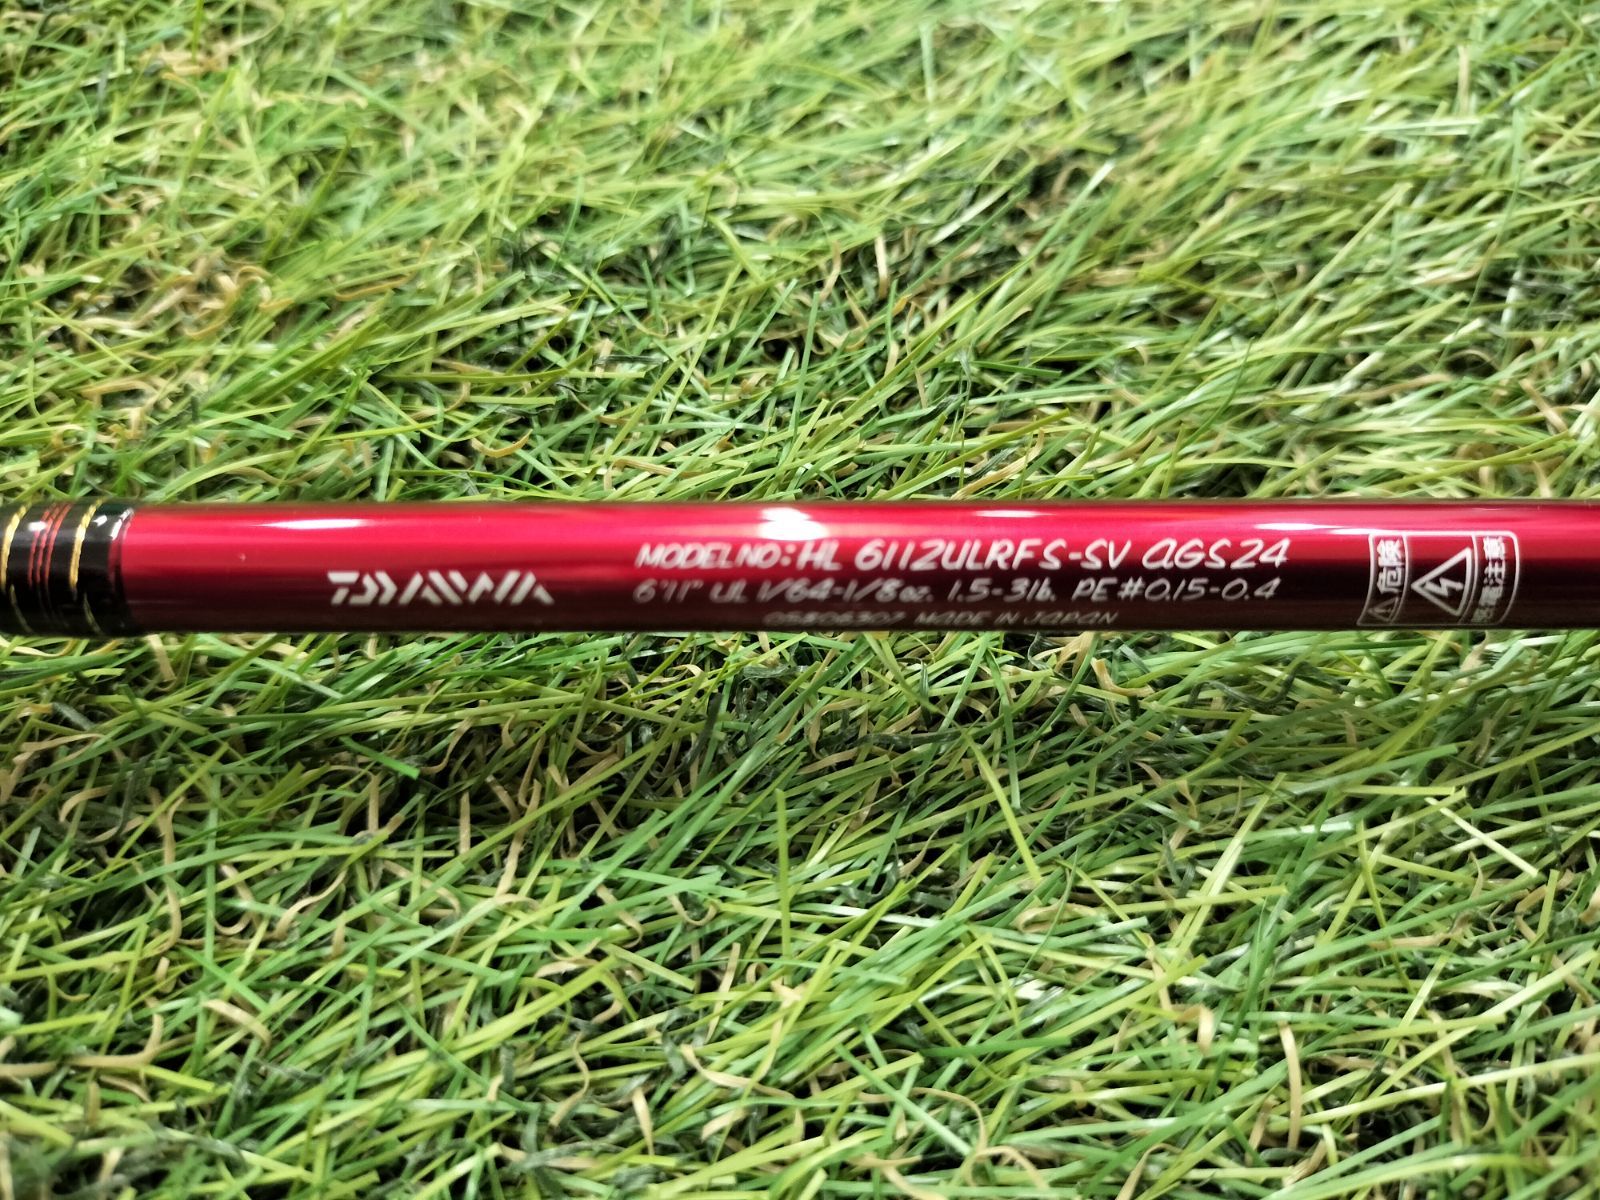 DAIWA
MODEL NO: HL 6112ULRFS-SV AGS24
6'11" UL 1/64-1/8oz. 1.5-3lb. PE #0.15-0.4
05806307 MADE IN JAPAN
危険
感電注意